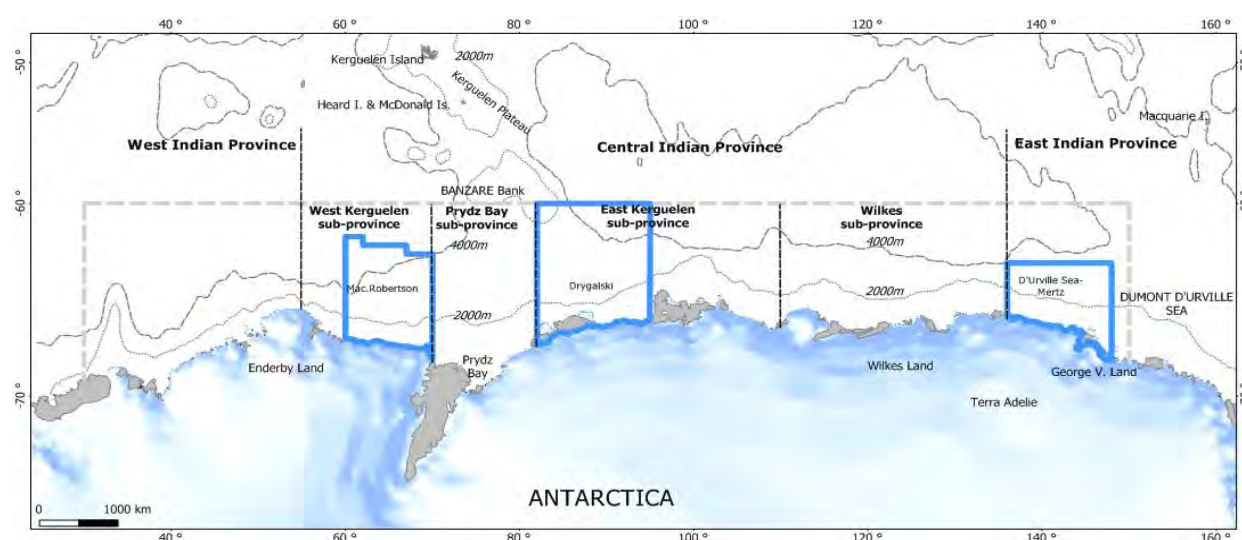 40 ° 60 ° 80 ° 100 ° 120 ° 140 ° 160 °
-50 °
Kerguelen Island
2000m
Kerguelen Plateau
Heard I. & McDonald Is.
Macquarie I.
West Indian Province
Central Indian Province
East Indian Province
BANZARE Bank
-60 °
West Kerguelen
sub-province
Prydz Bay
sub-province
East Kerguelen
sub-province
Wilkes
sub-province
4000m
4000m
Mac.Robertson
Drygalski
D'Urville Sea-
Mertz
2000m
2000m
DUMONT D'URVILLE
SEA
Enderby Land
Prydz
Bay
Wilkes Land
George V. Land
-70 °
Terra Adelie
ANTARCTICA
0 1000 km
40 ° 60 ° 80 ° 100 ° 120 ° 140 ° 160 °